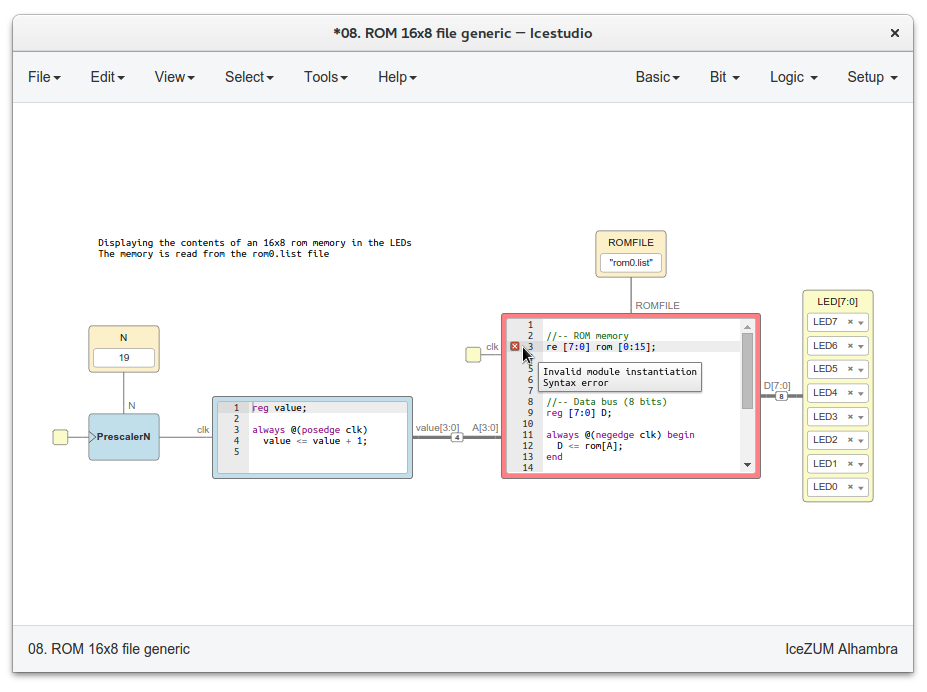 *08. ROM 16x8 file generic — Icestudio
File Edit View Select Tools Help Basic Bit Logic Setup
Displaying the contents of an 16x8 rom memory in the LEDs
The memory is read from the rom0.list file
ROMFILE
"rom0.list"
ROMFILE
N
19
N
PrescalerN
clk
1 reg value;
2
3 always @(posedge clk)
4 value <= value + 1;
5
value[3:0]
4
A[3:0]
clk
1
2 //-- ROM memory
3 re [7:0] rom [0:15];
Invalid module instantiation
Syntax error
5
6
7
8 //-- Data bus (8 bits)
9 reg [7:0] D;
10
11 always @(negedge clk) begin
12 D <= rom[A];
13 end
14
D[7:0]
8
LED[7:0]
LED7
LED6
LED5
LED4
LED3
LED2
LED1
LED0
08. ROM 16x8 file generic
IceZUM Alhambra